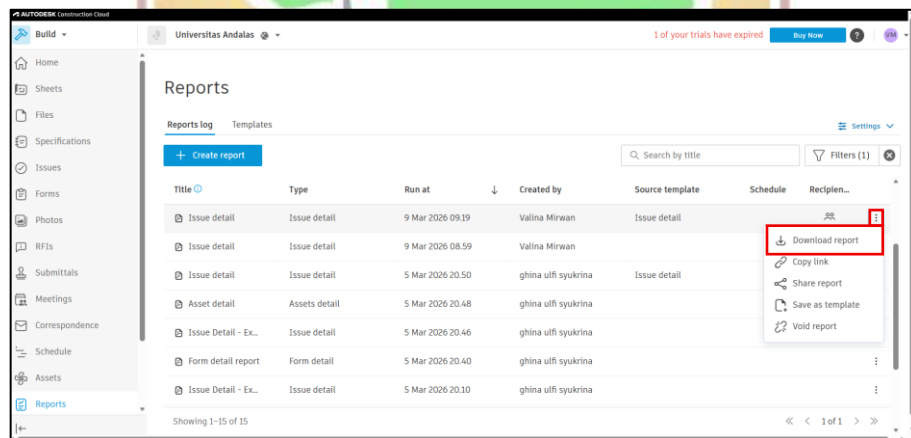 AUTODESK Construction Cloud
Build
Universitas Andalas
1 of your trials have expired
Buy Now
?
VM
Home
Sheets
Files
Specifications
Issues
Forms
Photos
RFIs
Submittals
Meetings
Correspondence
Schedule
Assets
Reports
Reports
Reports log Templates
Settings
+ Create report
Search by title
Filters (1)
Title Type Run at Created by Source template Schedule Recipien...
Issue detail Issue detail 9 Mar 2026 09.19 Valina Mirwan Issue detail
Issue detail Issue detail 9 Mar 2026 08.59 Valina Mirwan
Issue detail Issue detail 5 Mar 2026 20.50 ghina ulfi syukrina Issue detail
Asset detail Assets detail 5 Mar 2026 20.48 ghina ulfi syukrina
Issue Detail - Ex... Issue detail 5 Mar 2026 20.46 ghina ulfi syukrina
Form detail report Form detail 5 Mar 2026 20.40 ghina ulfi syukrina
Issue Detail - Ex... Issue detail 5 Mar 2026 20.10 ghina ulfi syukrina
Download report
Copy link
Share report
Save as template
Void report
Showing 1-15 of 15
1 of 1